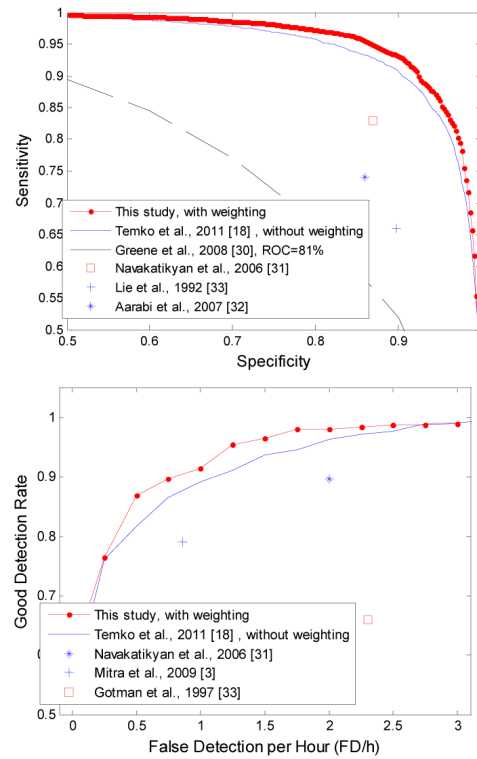 1
0.95
0.9
0.85
0.8
0.75
0.7
0.65
0.6
0.55
0.5
Sensitivity
This study, with weighting
Temko et al., 2011 [18] , without weighting
Greene et al., 2008 [30], ROC=81%
Navakatikyan et al., 2006 [31]
Lie et al., 1992 [33]
Aarabi et al., 2007 [32]
0.5 0.6 0.7 0.8 0.9
Specificity
1
0.9
0.8
0.7
0.5
Good Detection Rate
This study, with weighting
Temko et al., 2011 [18] , without weighting
Navakatikyan et al., 2006 [31]
Mitra et al., 2009 [3]
Gotman et al., 1997 [33]
0 0.5 1 1.5 2 2.5 3
False Detection per Hour (FD/h)